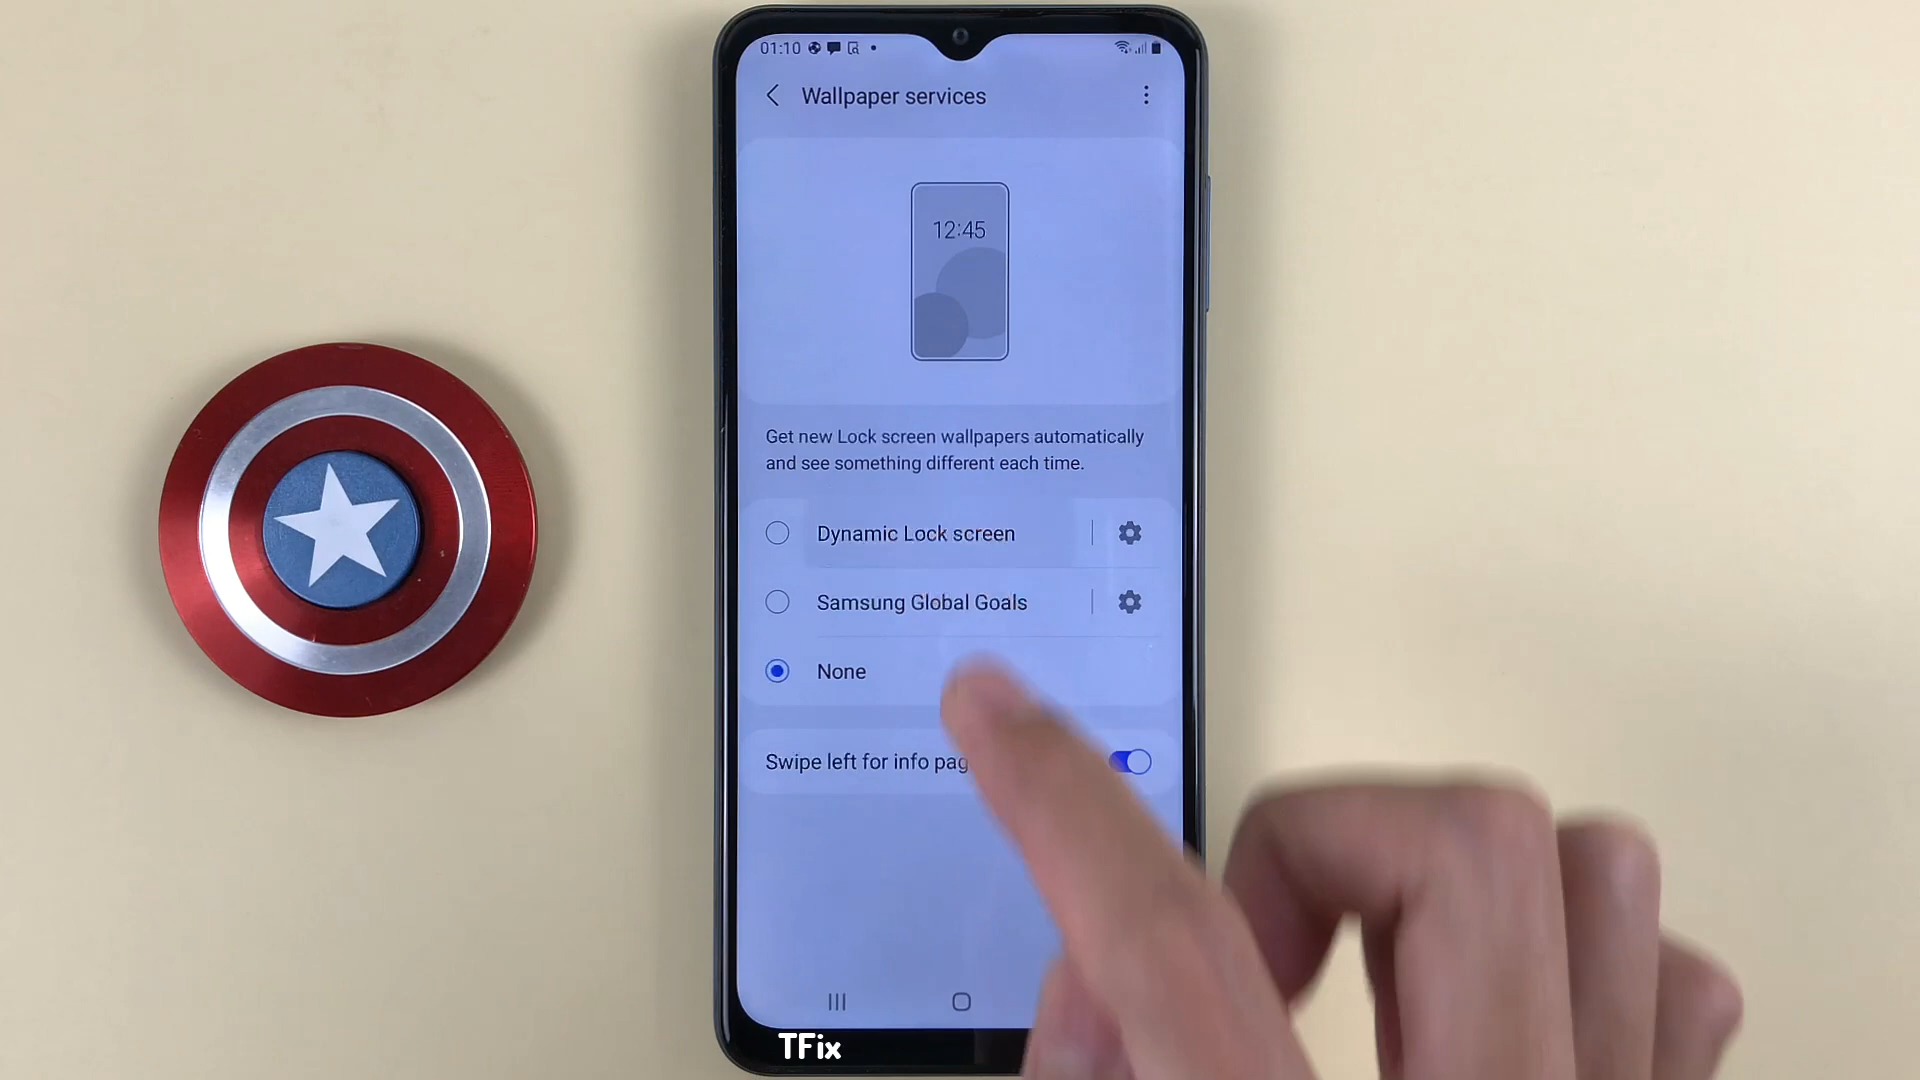 01:10
Wallpaper services
12:45
Get new Lock screen wallpapers automatically
and see something different each time.
Dynamic Lock screen
Samsung Global Goals
None
Swipe left for info
TFix